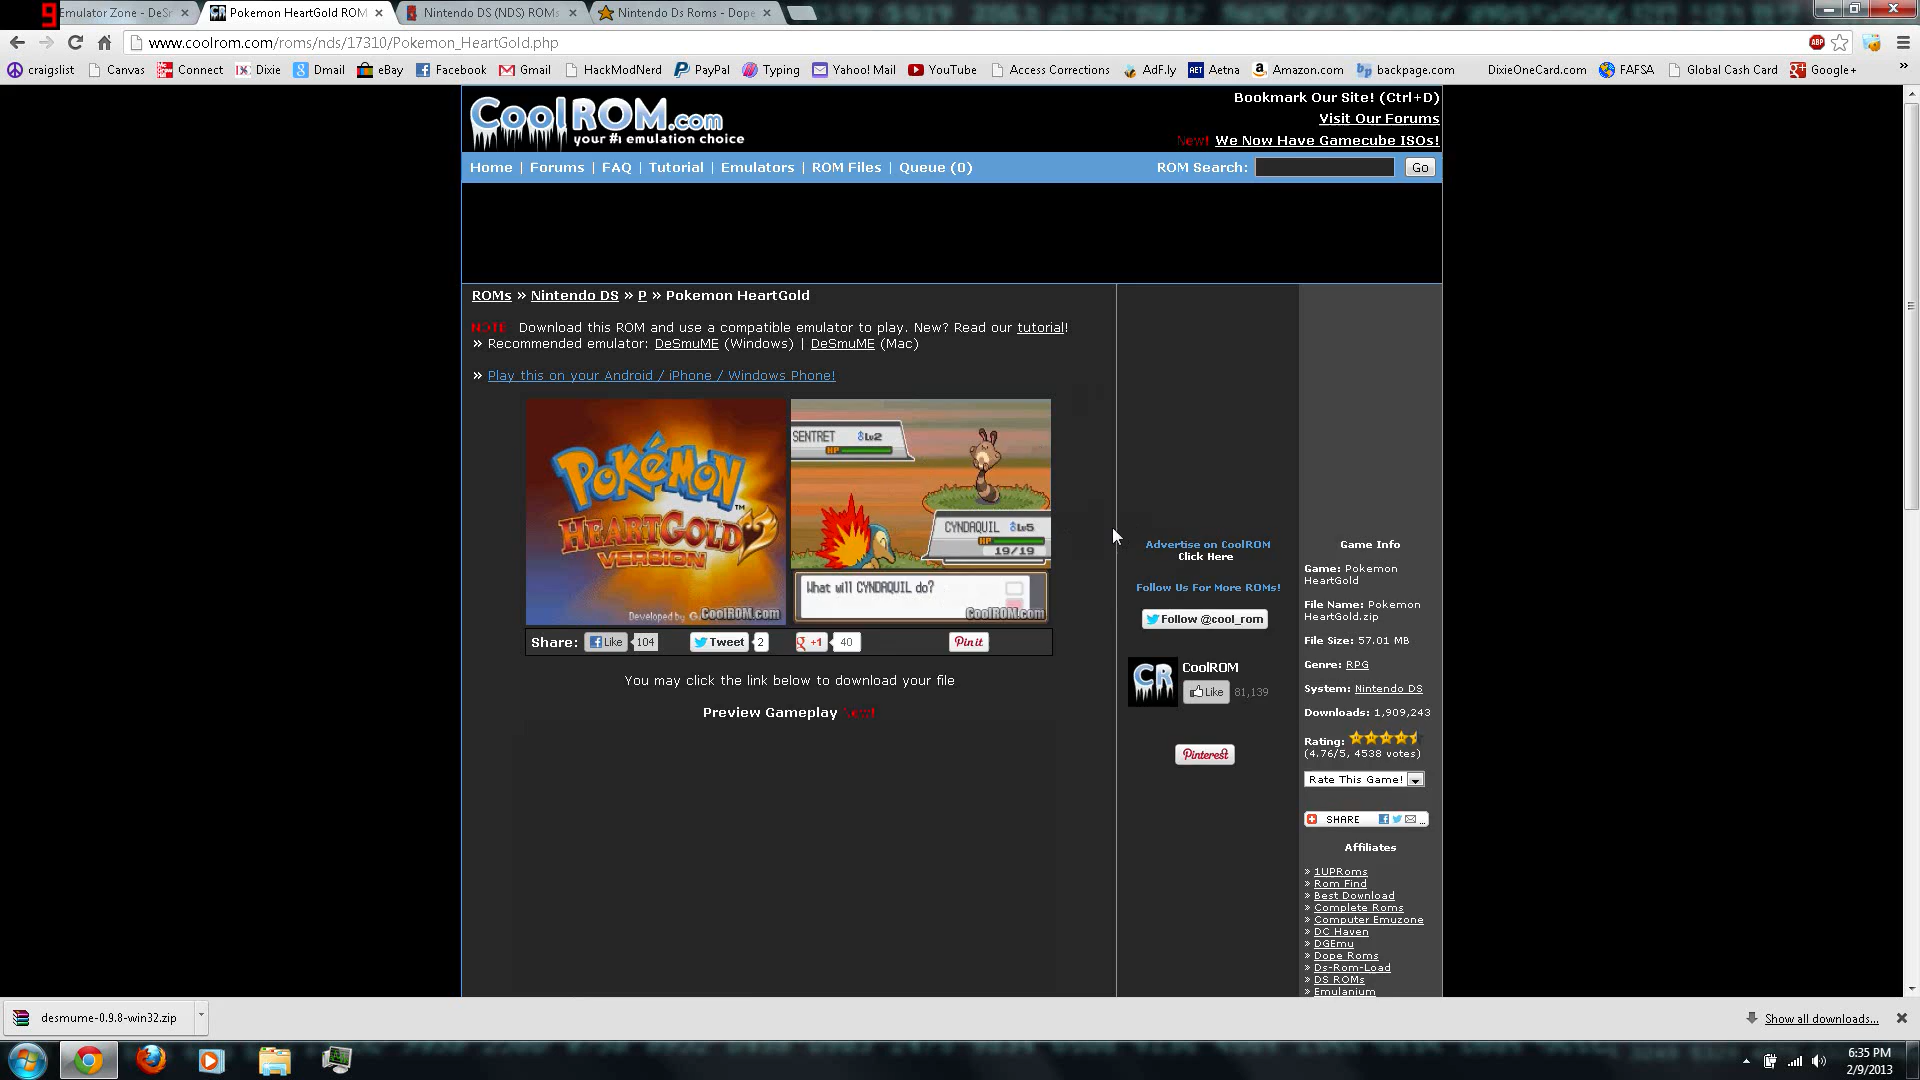 9
Emulator Zone - DeSm
Pokemon HeartGold ROM
Nintendo DS (NDS) ROMs
Nintendo Ds Roms - Dope
www.coolrom.com/roms/nds/17310/Pokemon_HeartGold.php
ABP
craigslist Canvas Connect Dixie Dmail eBay Facebook Gmail HackModNerd PayPal Typing Yahoo! Mail YouTube Access Corrections AdF.ly Aetna Amazon.com backpage.com DixieOneCard.com FAFSA Global Cash Card Google+ »
CoolROM.com
your #1 emulation choice
Bookmark Our Site! (Ctrl+D)
Visit Our Forums
New! We Now Have Gamecube ISOs!
Home | Forums | FAQ | Tutorial | Emulators | ROM Files | Queue (0)
ROM Search: Go
ROMs » Nintendo DS » P » Pokemon HeartGold
NOTE: Download this ROM and use a compatible emulator to play. New? Read our tutorial!
» Recommended emulator: DeSmuME (Windows) | DeSmuME (Mac)
» Play this on your Android / iPhone / Windows Phone!
POKéMON
TM
HEARTGOLD
VERSION
Developed by G
CoolROM.com
SENTRET ♂Lv2
HP
CYNDAQUIL ♂Lv5
HP
19/19
What will CYNDAQUIL do?
CoolROM.com
Share: Like 104 Tweet 2 +1 40 Pin it
You may click the link below to download your file
Preview Gameplay New!
Advertise on CoolROM
Click Here
Follow Us For More ROMs!
Follow @cool_rom
CR
CoolROM
Like 81,139
Pinterest
Game Info
Game: Pokemon
HeartGold
File Name: Pokemon
HeartGold.zip
File Size: 57.01 MB
Genre: RPG
System: Nintendo DS
Downloads: 1,909,243
Rating:
(4.76/5, 4538 votes)
Rate This Game!
SHARE ...
Affiliates
» 1UPRoms
» Rom Find
» Best Download
» Complete Roms
» Computer Emuzone
» DC Haven
» DGEmu
» Dope Roms
» Ds-Rom-Load
» DS ROMs
» Emulanium
desmume-0.9.8-win32.zip
Show all downloads...
6:35 PM
2/9/2013